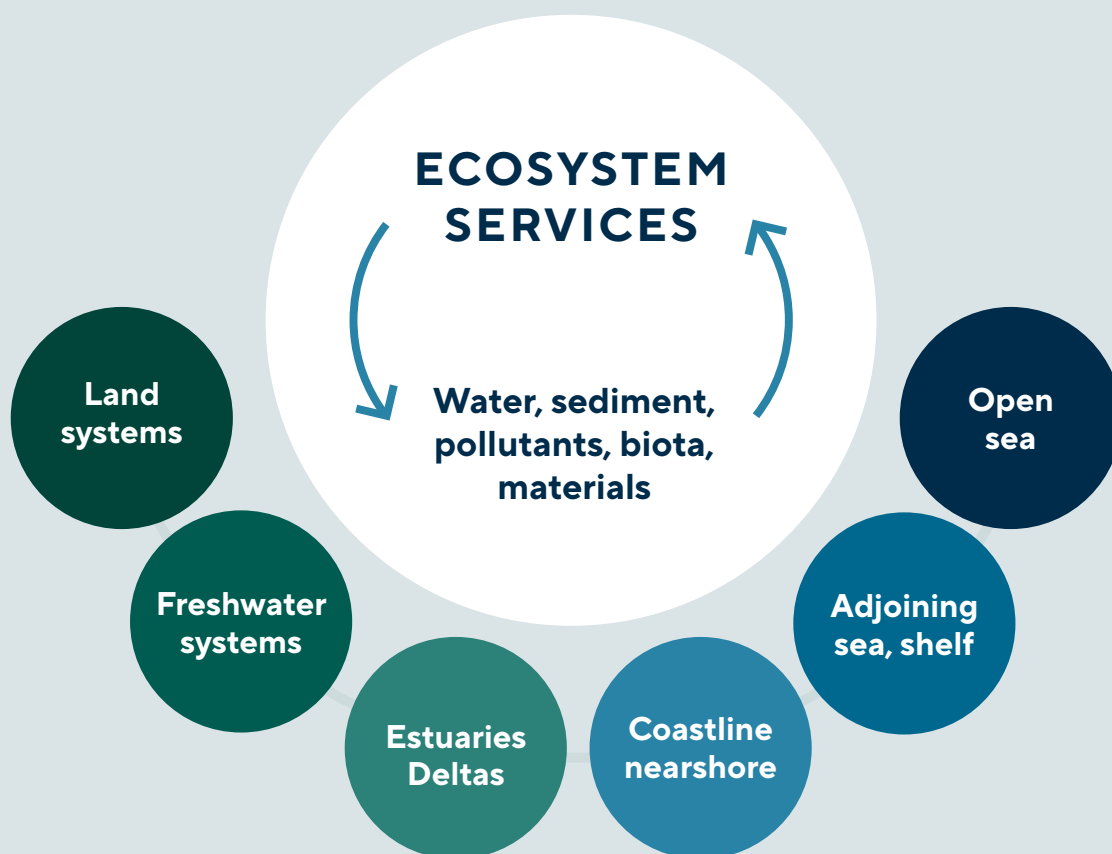 ECOSYSTEM
SERVICES
Water, sediment,
pollutants, biota,
materials
Land
systems
Freshwater
systems
Estuaries
Deltas
Coastline
nearshore
Adjoining
sea, shelf
Open
sea